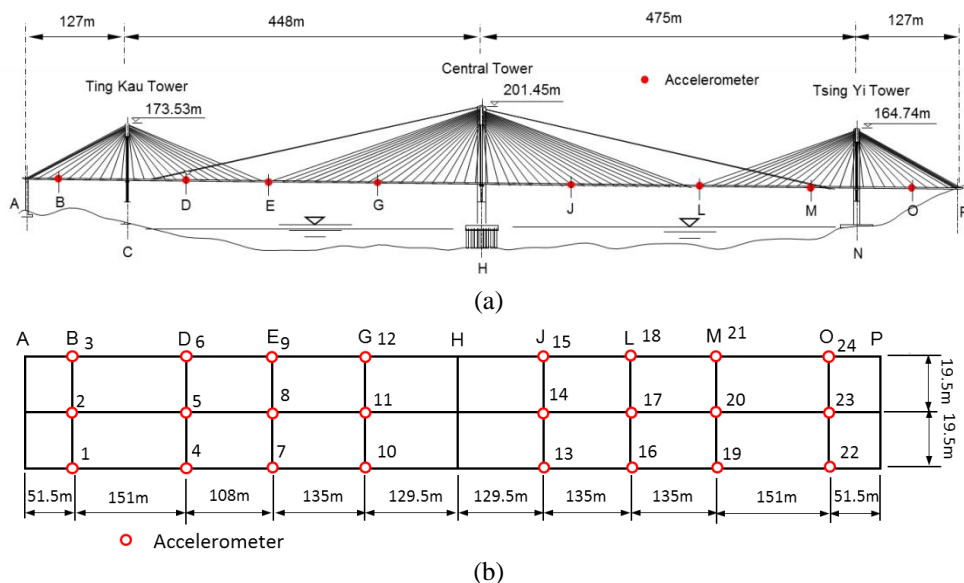 127m 448m 475m 127m
Central Tower
Ting Kau Tower 201.45m Accelerometer Tsing Yi Tower
173.53m 164.74m
A B D E G J L M O P
C H N
(a)
A B 3 D 6 E 9 G 12 H J 15 L 18 M 21 O 24 P
2 5 8 11 14 17 20 23 19.5m
1 4 7 10 13 16 19 22 19.5m
51.5m 151m 108m 135m 129.5m 129.5m 135m 135m 151m 51.5m
Accelerometer
(b)